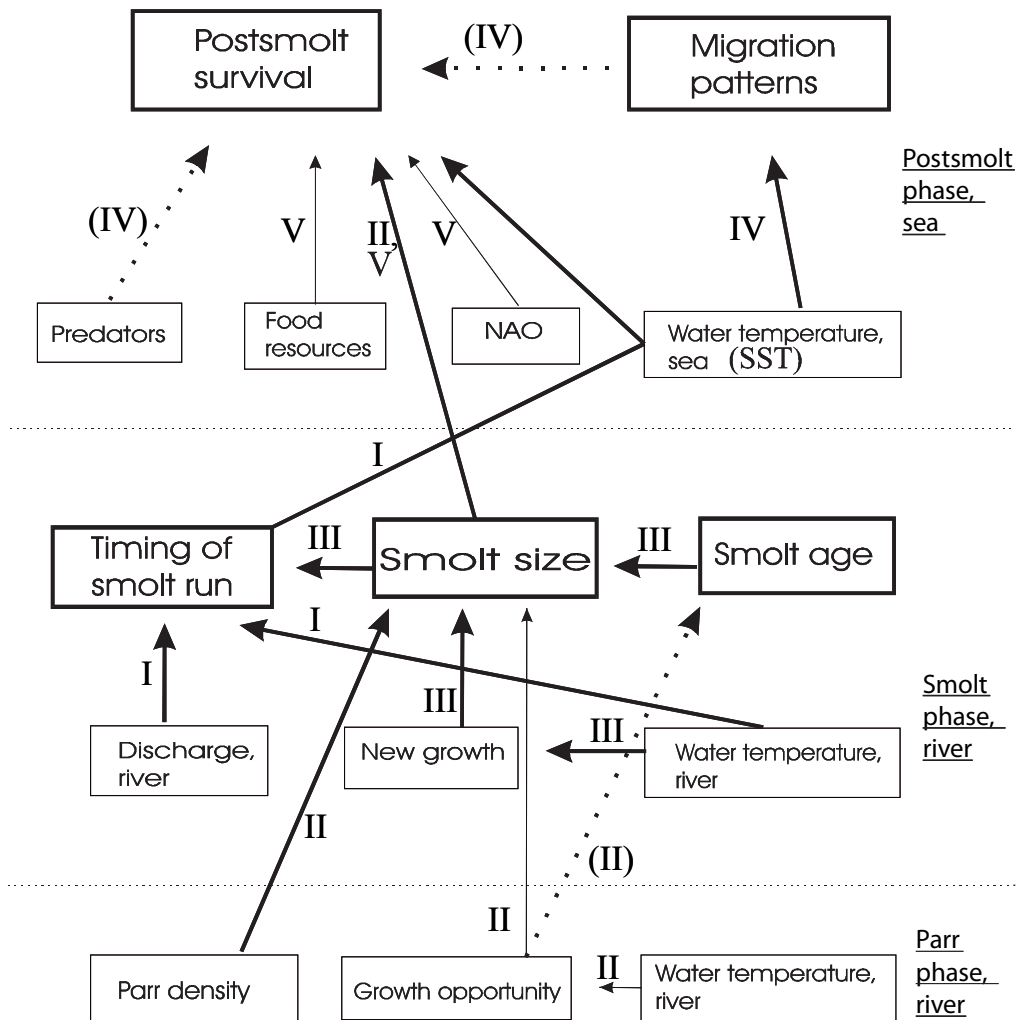 Postsmolt
survival
(IV)
Migration
patterns
Postsmolt
phase,
sea
(IV)
V
II,
V
V
IV
Predators
Food
resources
NAO
Water temperature,
sea (SST)
I
Timing of
smolt run
III
Smolt size
III
Smolt age
I
I
III
III
Smolt
phase,
river
Discharge,
river
New growth
Water temperature,
river
II
(II)
II
II
Parr
phase,
river
Parr density
Growth opportunity
Water temperature,
river